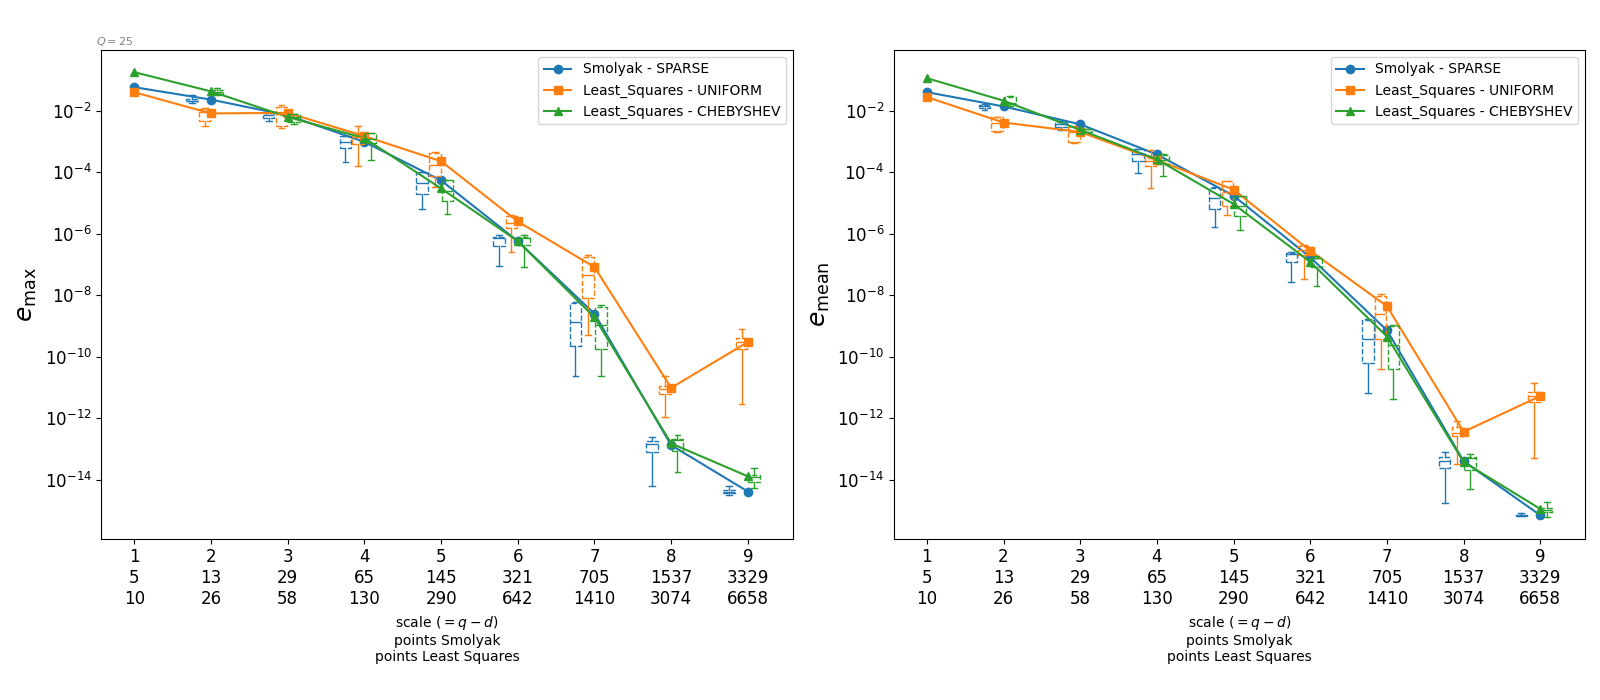 Q = 25
Smolyak - SPARSE
Least_Squares - UNIFORM
Least_Squares - CHEBYSHEV
e_max
10^−2
10^−4
10^−6
10^−8
10^−10
10^−12
10^−14
1 2 3 4 5 6 7 8 9
5 13 29 65 145 321 705 1537 3329
10 26 58 130 290 642 1410 3074 6658
scale (= q − d)
points Smolyak
points Least Squares
Smolyak - SPARSE
Least_Squares - UNIFORM
Least_Squares - CHEBYSHEV
e_mean
10^−2
10^−4
10^−6
10^−8
10^−10
10^−12
10^−14
1 2 3 4 5 6 7 8 9
5 13 29 65 145 321 705 1537 3329
10 26 58 130 290 642 1410 3074 6658
scale (= q − d)
points Smolyak
points Least Squares